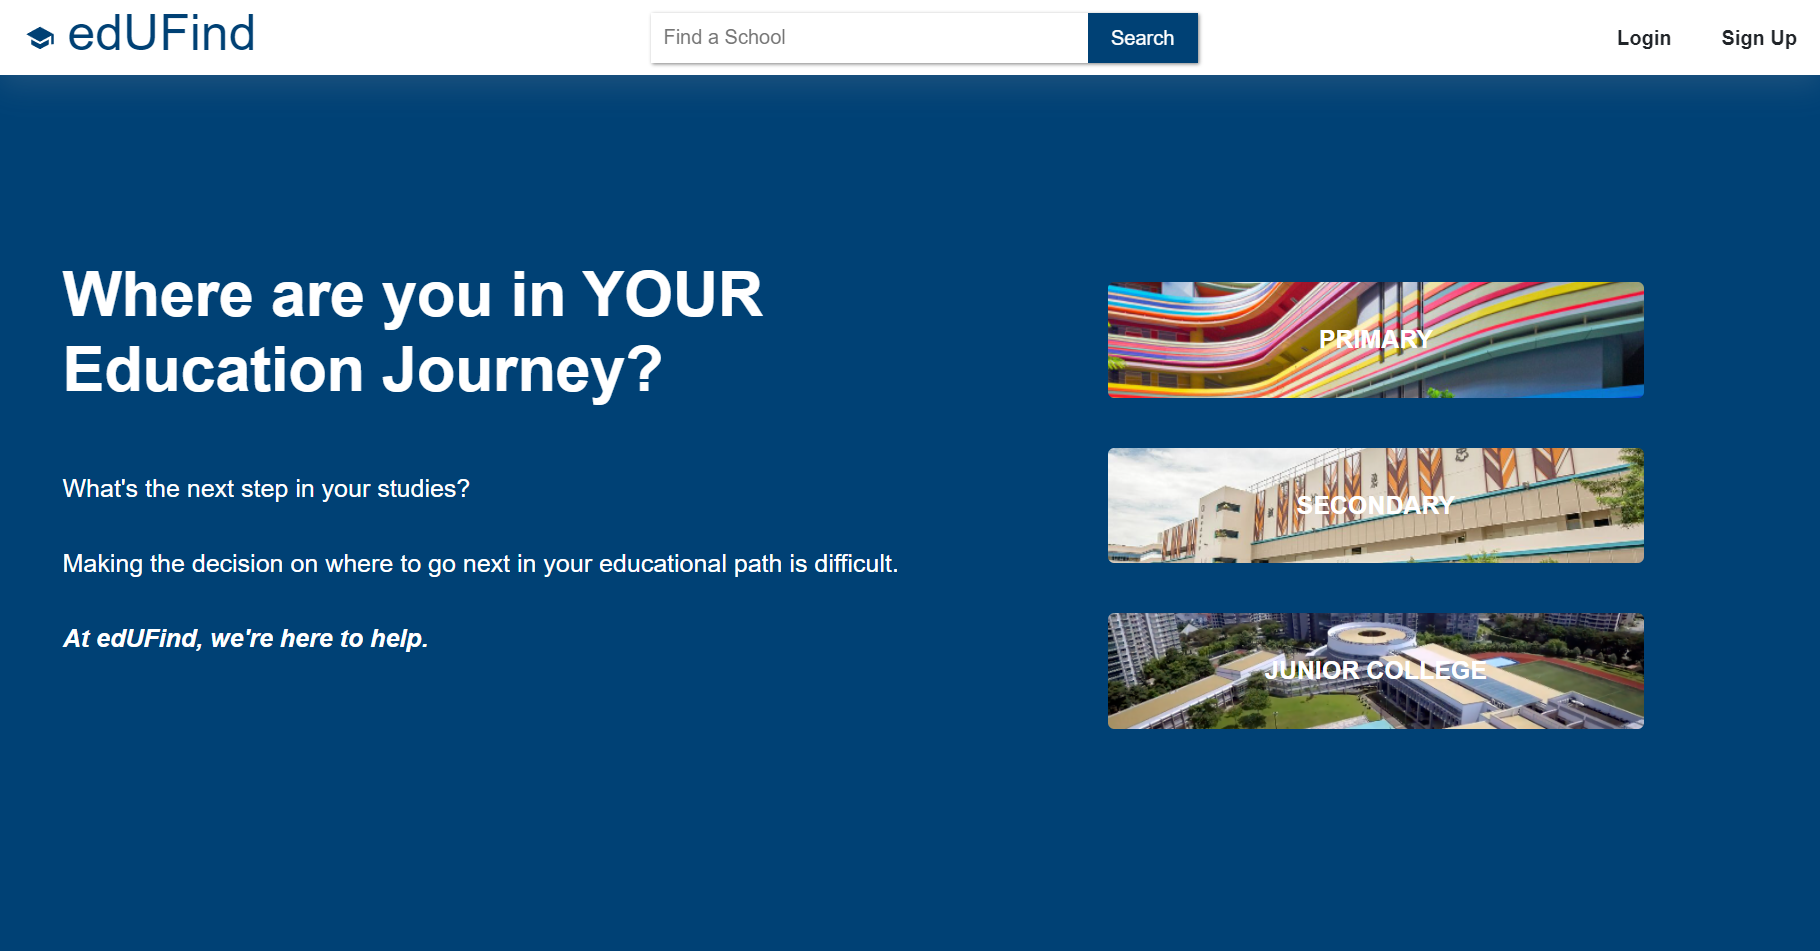 edUFind
Find a School
Search
Login
Sign Up
Where are you in YOUR
Education Journey?
What's the next step in your studies?
Making the decision on where to go next in your educational path is difficult.
At edUFind, we're here to help.
PRIMARY
SECONDARY
JUNIOR COLLEGE